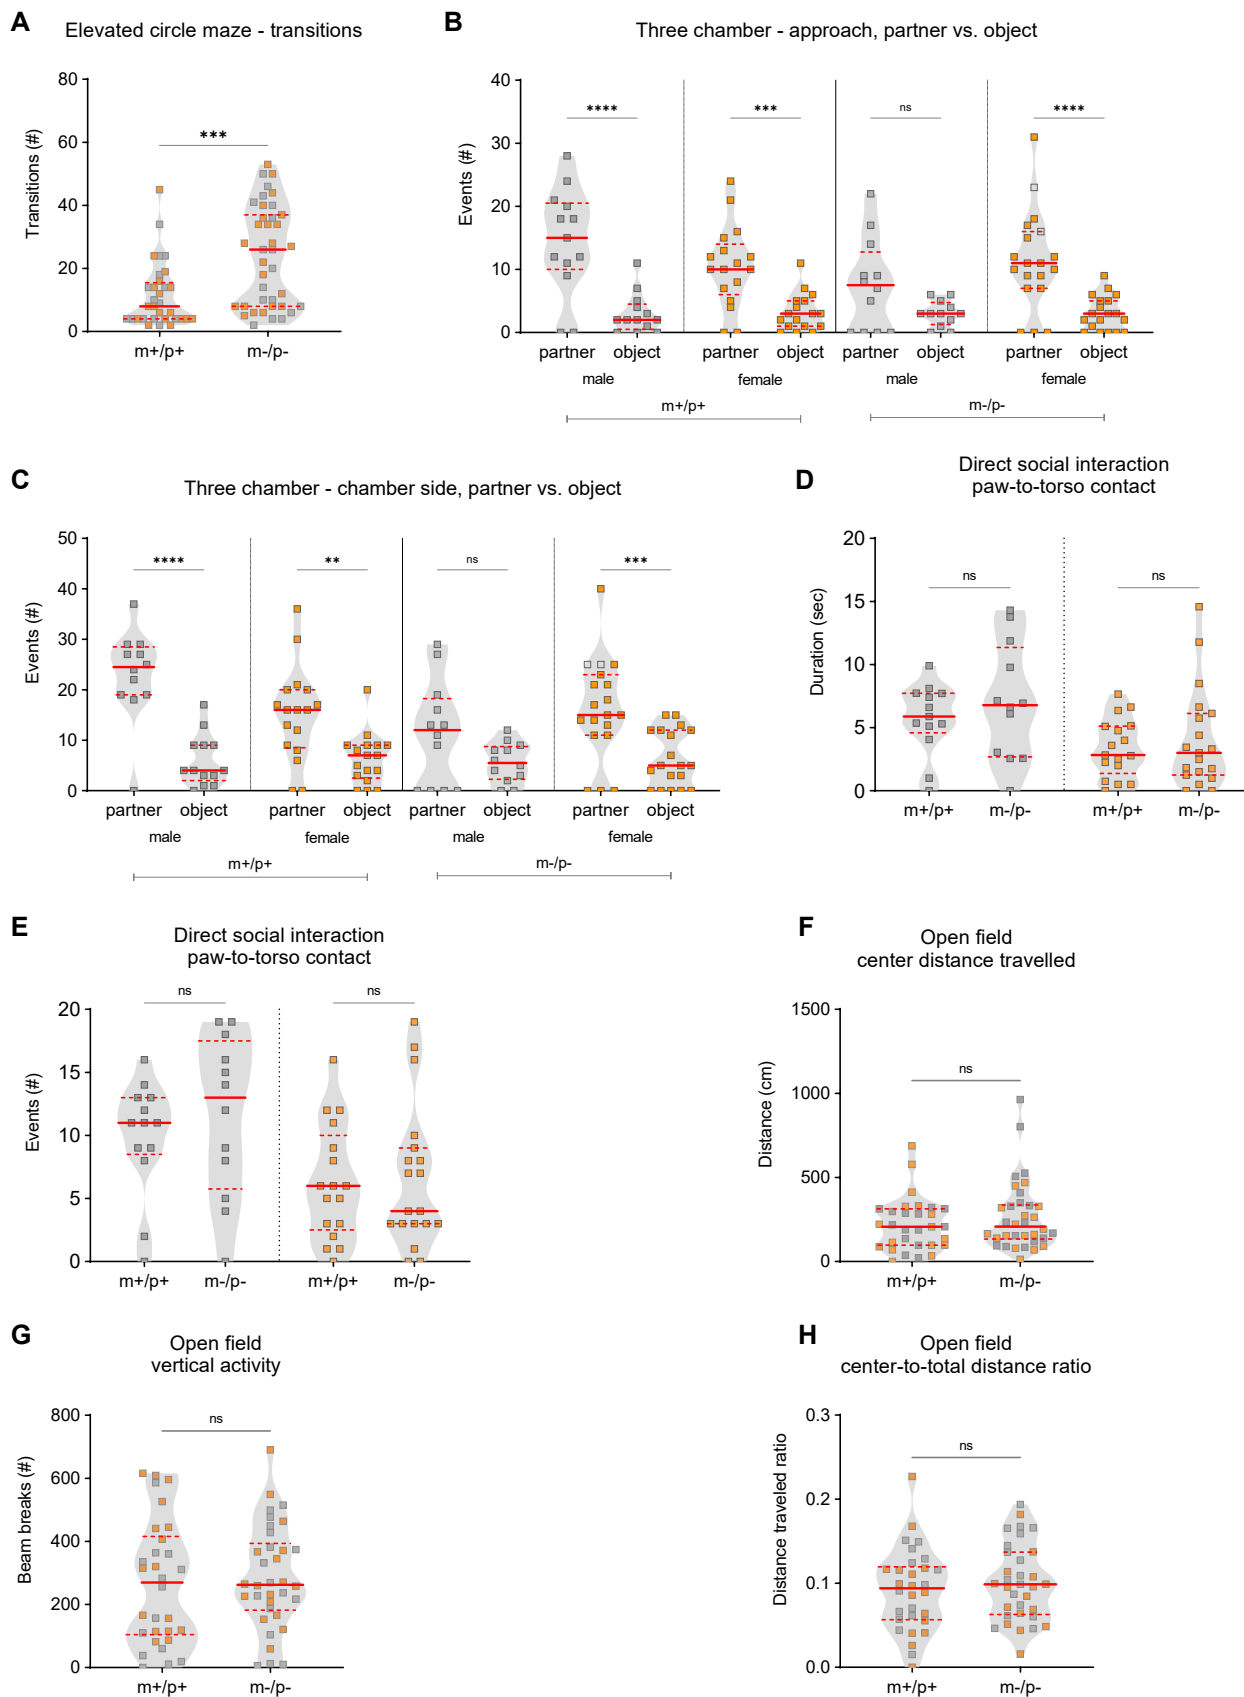 A
Elevated circle maze - transitions
Transitions (#)
80
60
40
20
0
***
m+/p+
m-/p-
B
Three chamber - approach, partner vs. object
Events (#)
40
30
20
10
0
****
***
ns
****
partner
object
partner
object
partner
object
partner
object
male
female
male
female
m+/p+
m-/p-
C
Three chamber - chamber side, partner vs. object
Events (#)
50
40
30
20
10
0
****
**
ns
***
partner
object
partner
object
partner
object
partner
object
male
female
male
female
m+/p+
m-/p-
D
Direct social interaction
paw-to-torso contact
Duration (sec)
20
15
10
5
0
ns
ns
m+/p+
m-/p-
m+/p+
m-/p-
E
Direct social interaction
paw-to-torso contact
Events (#)
20
15
10
5
0
ns
ns
m+/p+
m-/p-
m+/p+
m-/p-
F
Open field
center distance travelled
Distance (cm)
1500
1000
500
0
ns
m+/p+
m-/p-
G
Open field
vertical activity
Beam breaks (#)
800
600
400
200
0
ns
m+/p+
m-/p-
H
Open field
center-to-total distance ratio
Distance traveled ratio
0.3
0.2
0.1
0.0
ns
m+/p+
m-/p-